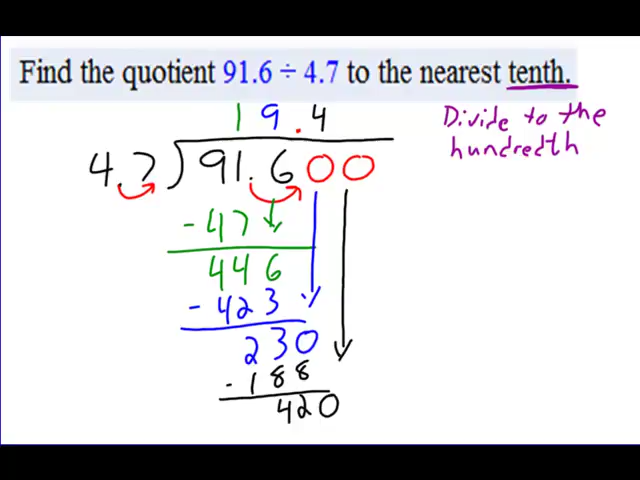 Find the quotient 91.6 ÷ 4.7 to the nearest tenth.
19.4
4.7)91.600
Divide to the
hundredth
-47
446
-423
230
-188
420